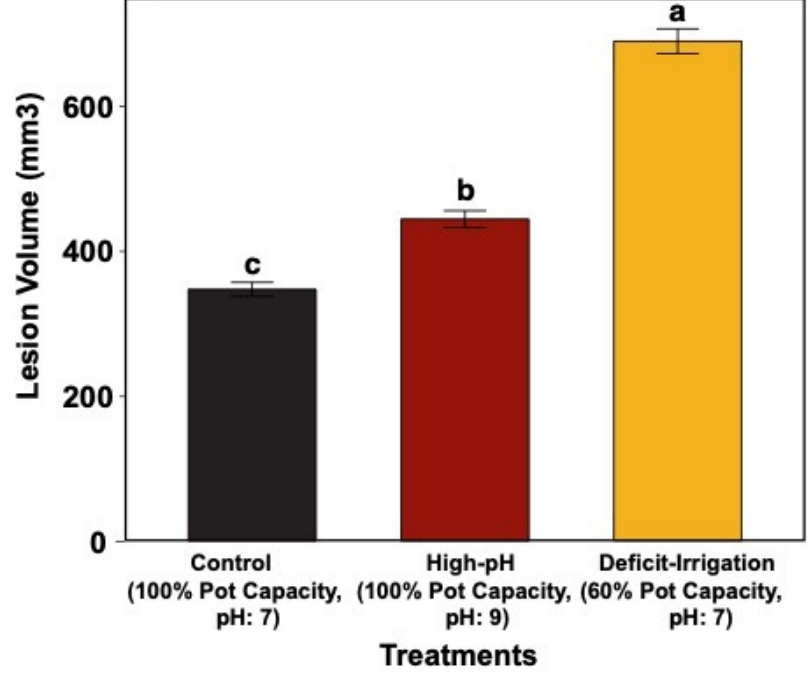 a
600
b
400
c
200
0
Lesion Volume (mm3)
Control
(100% Pot Capacity,
pH: 7)
High-pH
(100% Pot Capacity,
pH: 9)
Deficit-Irrigation
(60% Pot Capacity,
pH: 7)
Treatments